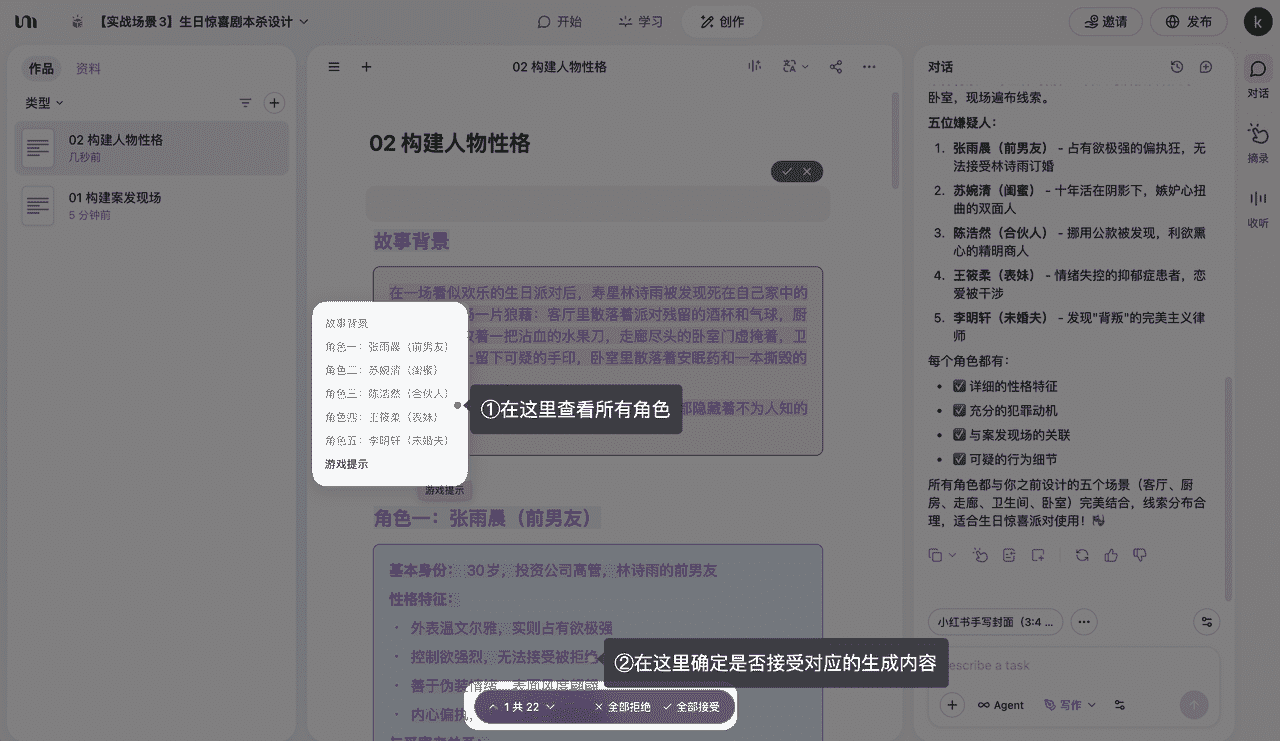 【实战场景3】生日惊喜剧本杀设计
开始
学习
创作
邀请
发布
k
作品
资料
类型
02 构建人物性格
几秒前
01 构建案发现场
5 分钟前
02 构建人物性格
02 构建人物性格
故事背景
在一场看似欢乐的生日派对后，寿星林诗雨被发现死在自己家中的
一片狼藉：客厅里散落着派对残留的酒杯和气球，厨
着一把沾血的水果刀，走廊尽头的卧室门虚掩着，卫
留下可疑的手印，卧室里散落着安眠药和一本撕毁的
隐藏着不为人知的
故事背景
角色一：张雨晨（前男友）
角色二：苏婉清（闺蜜）
角色三：陈浩然（合伙人）
角色四：王筱柔（表妹）
角色五：李明轩（未婚夫）
游戏提示
①在这里查看所有角色
游戏提示
角色一：张雨晨（前男友）
基本身份：30岁，投资公司高管，林诗雨的前男友
性格特征：
· 外表温文尔雅，实则占有欲极强
· 控制欲强烈，无法接受被拒绝
· 善于伪装情绪，表面风度翩翩
· 内心偏执，
②在这里确定是否接受对应的生成内容
1 共 22
全部拒绝
全部接受
对话
卧室，现场遍布线索。
五位嫌疑人：
1. 张雨晨（前男友） - 占有欲极强的偏执狂，无
法接受林诗雨订婚
2. 苏婉清（闺蜜） - 十年活在阴影下，嫉妒心扭
曲的双面人
3. 陈浩然（合伙人） - 挪用公款被发现，利欲熏
心的精明商人
4. 王筱柔（表妹） - 情绪失控的抑郁症患者，恋
爱被干涉
5. 李明轩（未婚夫） - 发现"背叛"的完美主义律
师
每个角色都有：
• ✅ 详细的性格特征
• ✅ 充分的犯罪动机
• ✅ 与案发现场的关联
• ✅ 可疑的行为细节
所有角色都与你之前设计的五个场景（客厅、厨
房、走廊、卫生间、卧室）完美结合，线索分布合
理，适合生日惊喜派对使用！
小红书手写封面（3:4 ...
escribe a task
Agent
写作
对话
摘录
收听